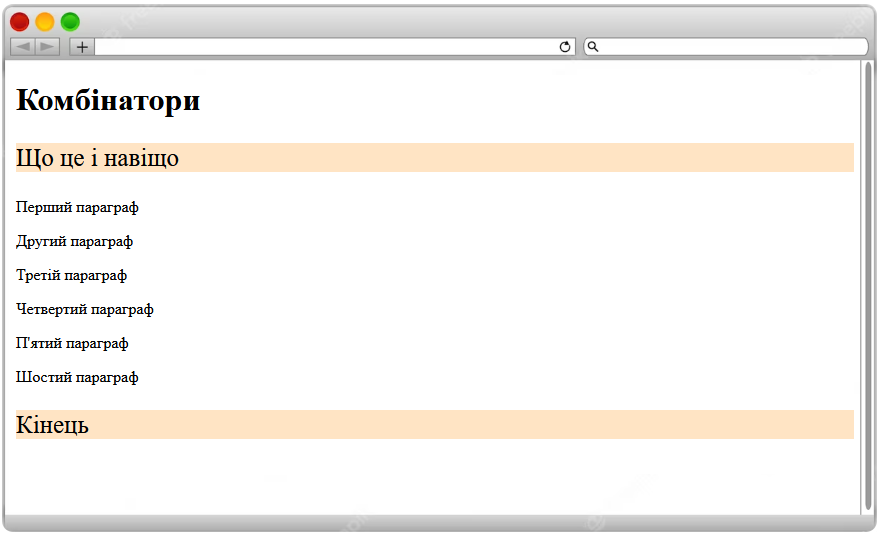 Комбінатори
Що це і навіщо
Перший параграф
Другий параграф
Третій параграф
Четвертий параграф
П'ятий параграф
Шостий параграф
Кінець